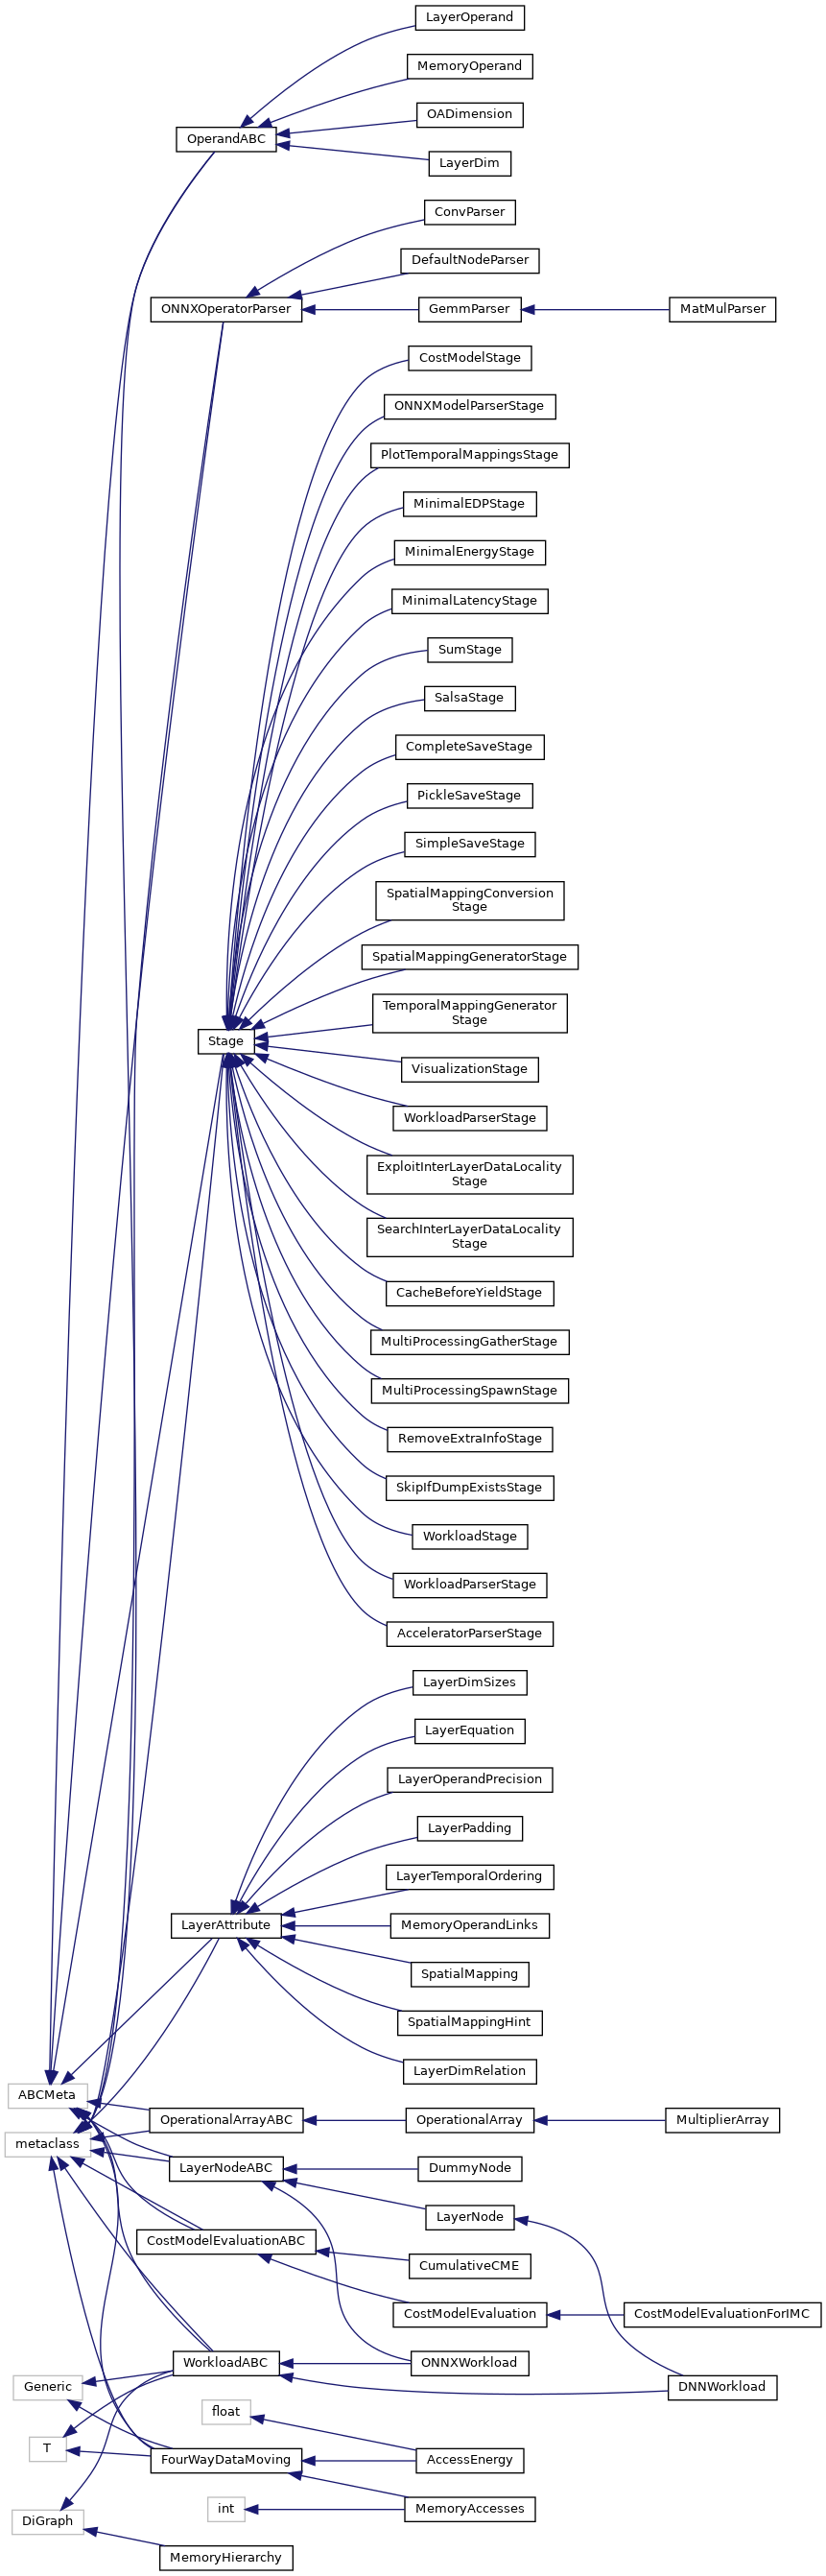 LayerOperand
MemoryOperand
OADimension
OperandABC
LayerDim
ConvParser
DefaultNodeParser
ONNXOperatorParser
GemmParser
MatMulParser
CostModelStage
ONNXModelParserStage
PlotTemporalMappingsStage
MinimalEDPStage
MinimalEnergyStage
MinimalLatencyStage
SumStage
SalsaStage
CompleteSaveStage
PickleSaveStage
SimpleSaveStage
SpatialMappingConversion
Stage
SpatialMappingGeneratorStage
TemporalMappingGenerator
Stage
Stage
VisualizationStage
WorkloadParserStage
ExploitInterLayerDataLocality
Stage
SearchInterLayerDataLocality
Stage
CacheBeforeYieldStage
MultiProcessingGatherStage
MultiProcessingSpawnStage
RemoveExtraInfoStage
SkipIfDumpExistsStage
WorkloadStage
WorkloadParserStage
AcceleratorParserStage
LayerDimSizes
LayerEquation
LayerOperandPrecision
LayerPadding
LayerTemporalOrdering
LayerAttribute
MemoryOperandLinks
SpatialMapping
SpatialMappingHint
LayerDimRelation
ABCMeta
OperationalArrayABC
OperationalArray
MultiplierArray
metaclass
LayerNodeABC
DummyNode
LayerNode
CostModelEvaluationABC
CumulativeCME
CostModelEvaluation
CostModelEvaluationForIMC
WorkloadABC
ONNXWorkload
Generic
DNNWorkload
float
T
FourWayDataMoving
AccessEnergy
int
MemoryAccesses
DiGraph
MemoryHierarchy